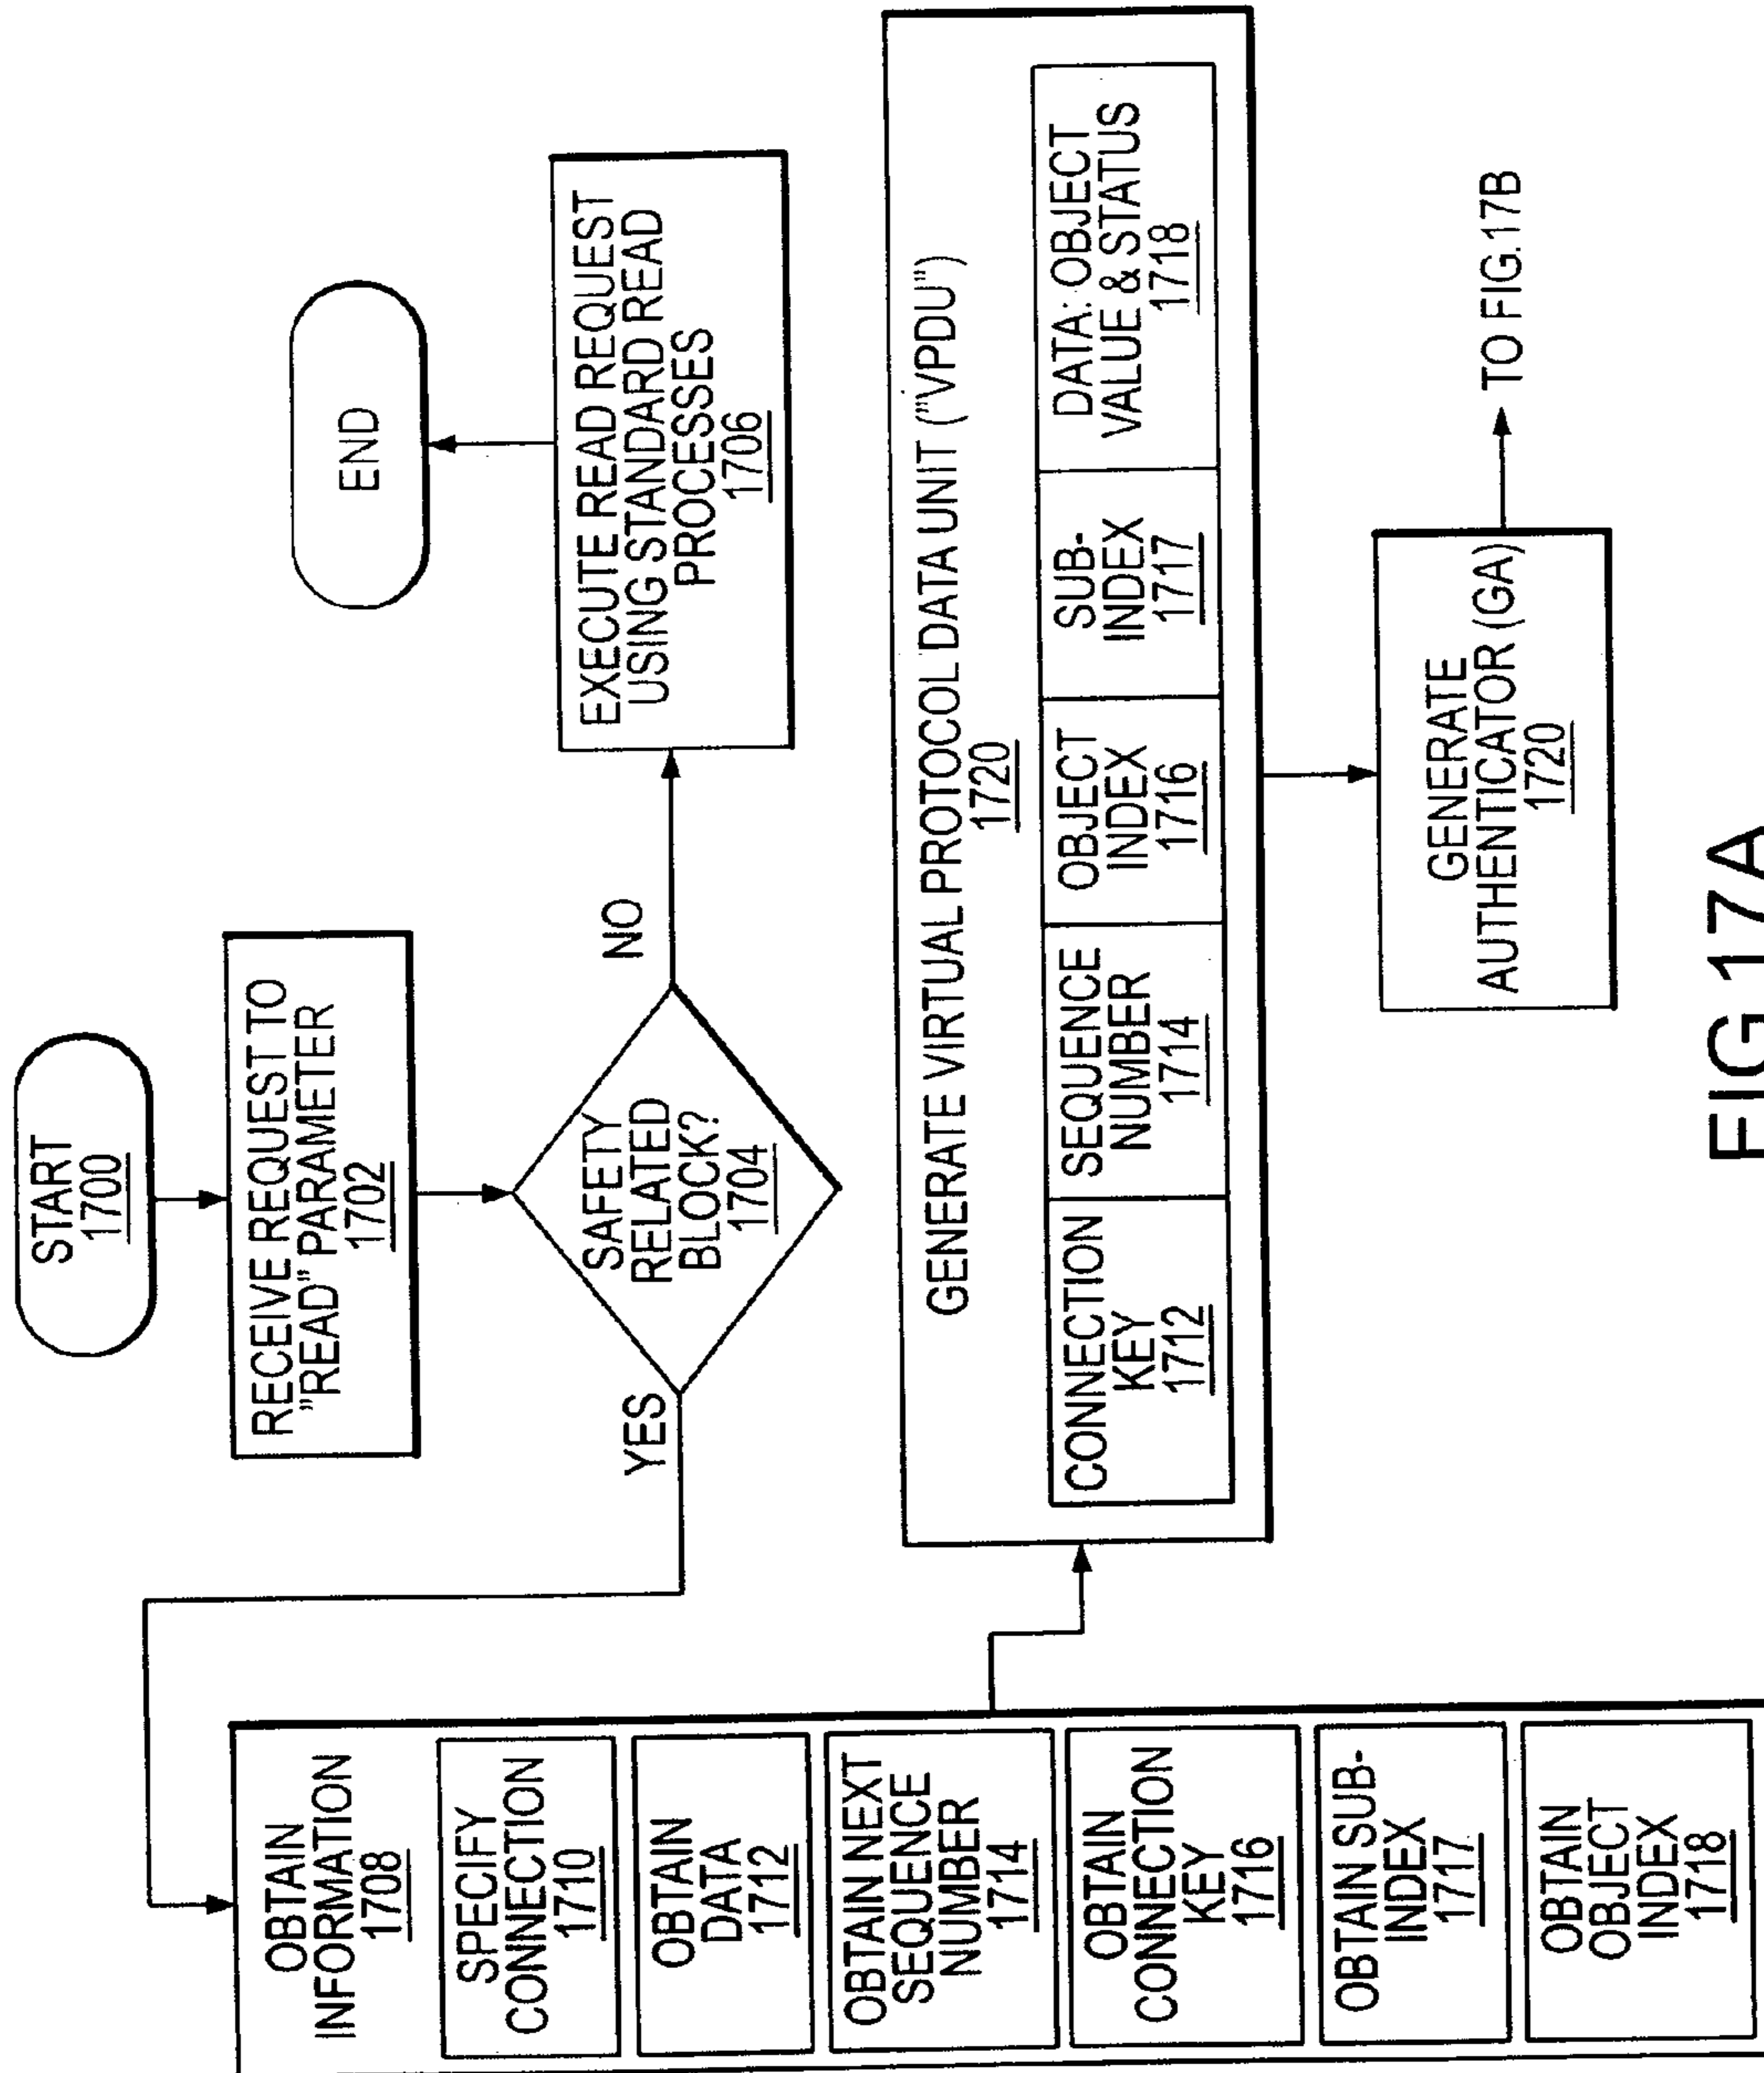 START
1700
RECEIVE REQUEST TO
"READ" PARAMETER
1702
SAFETY
RELATED
BLOCK?
1704
NO
YES
EXECUTE READ REQUEST
USING STANDARD READ
PROCESSES
1706
END
OBTAIN
INFORMATION
1708
SPECIFY
CONNECTION
1710
OBTAIN
DATA
1712
OBTAIN NEXT
SEQUENCE
NUMBER
1714
OBTAIN
CONNECTION
KEY
1716
OBTAIN SUB-
INDEX
1717
OBTAIN
OBJECT
INDEX
1718
GENERATE VIRTUAL PROTOCOL DATA UNIT ("VPDU")
1720
CONNECTION
KEY
1712
SEQUENCE
NUMBER
1714
OBJECT
INDEX
1716
SUB-
INDEX
1717
DATA: OBJECT
VALUE & STATUS
1718
GENERATE
AUTHENTICATOR (GA)
1720
TO FIG.17B
FIG.17A